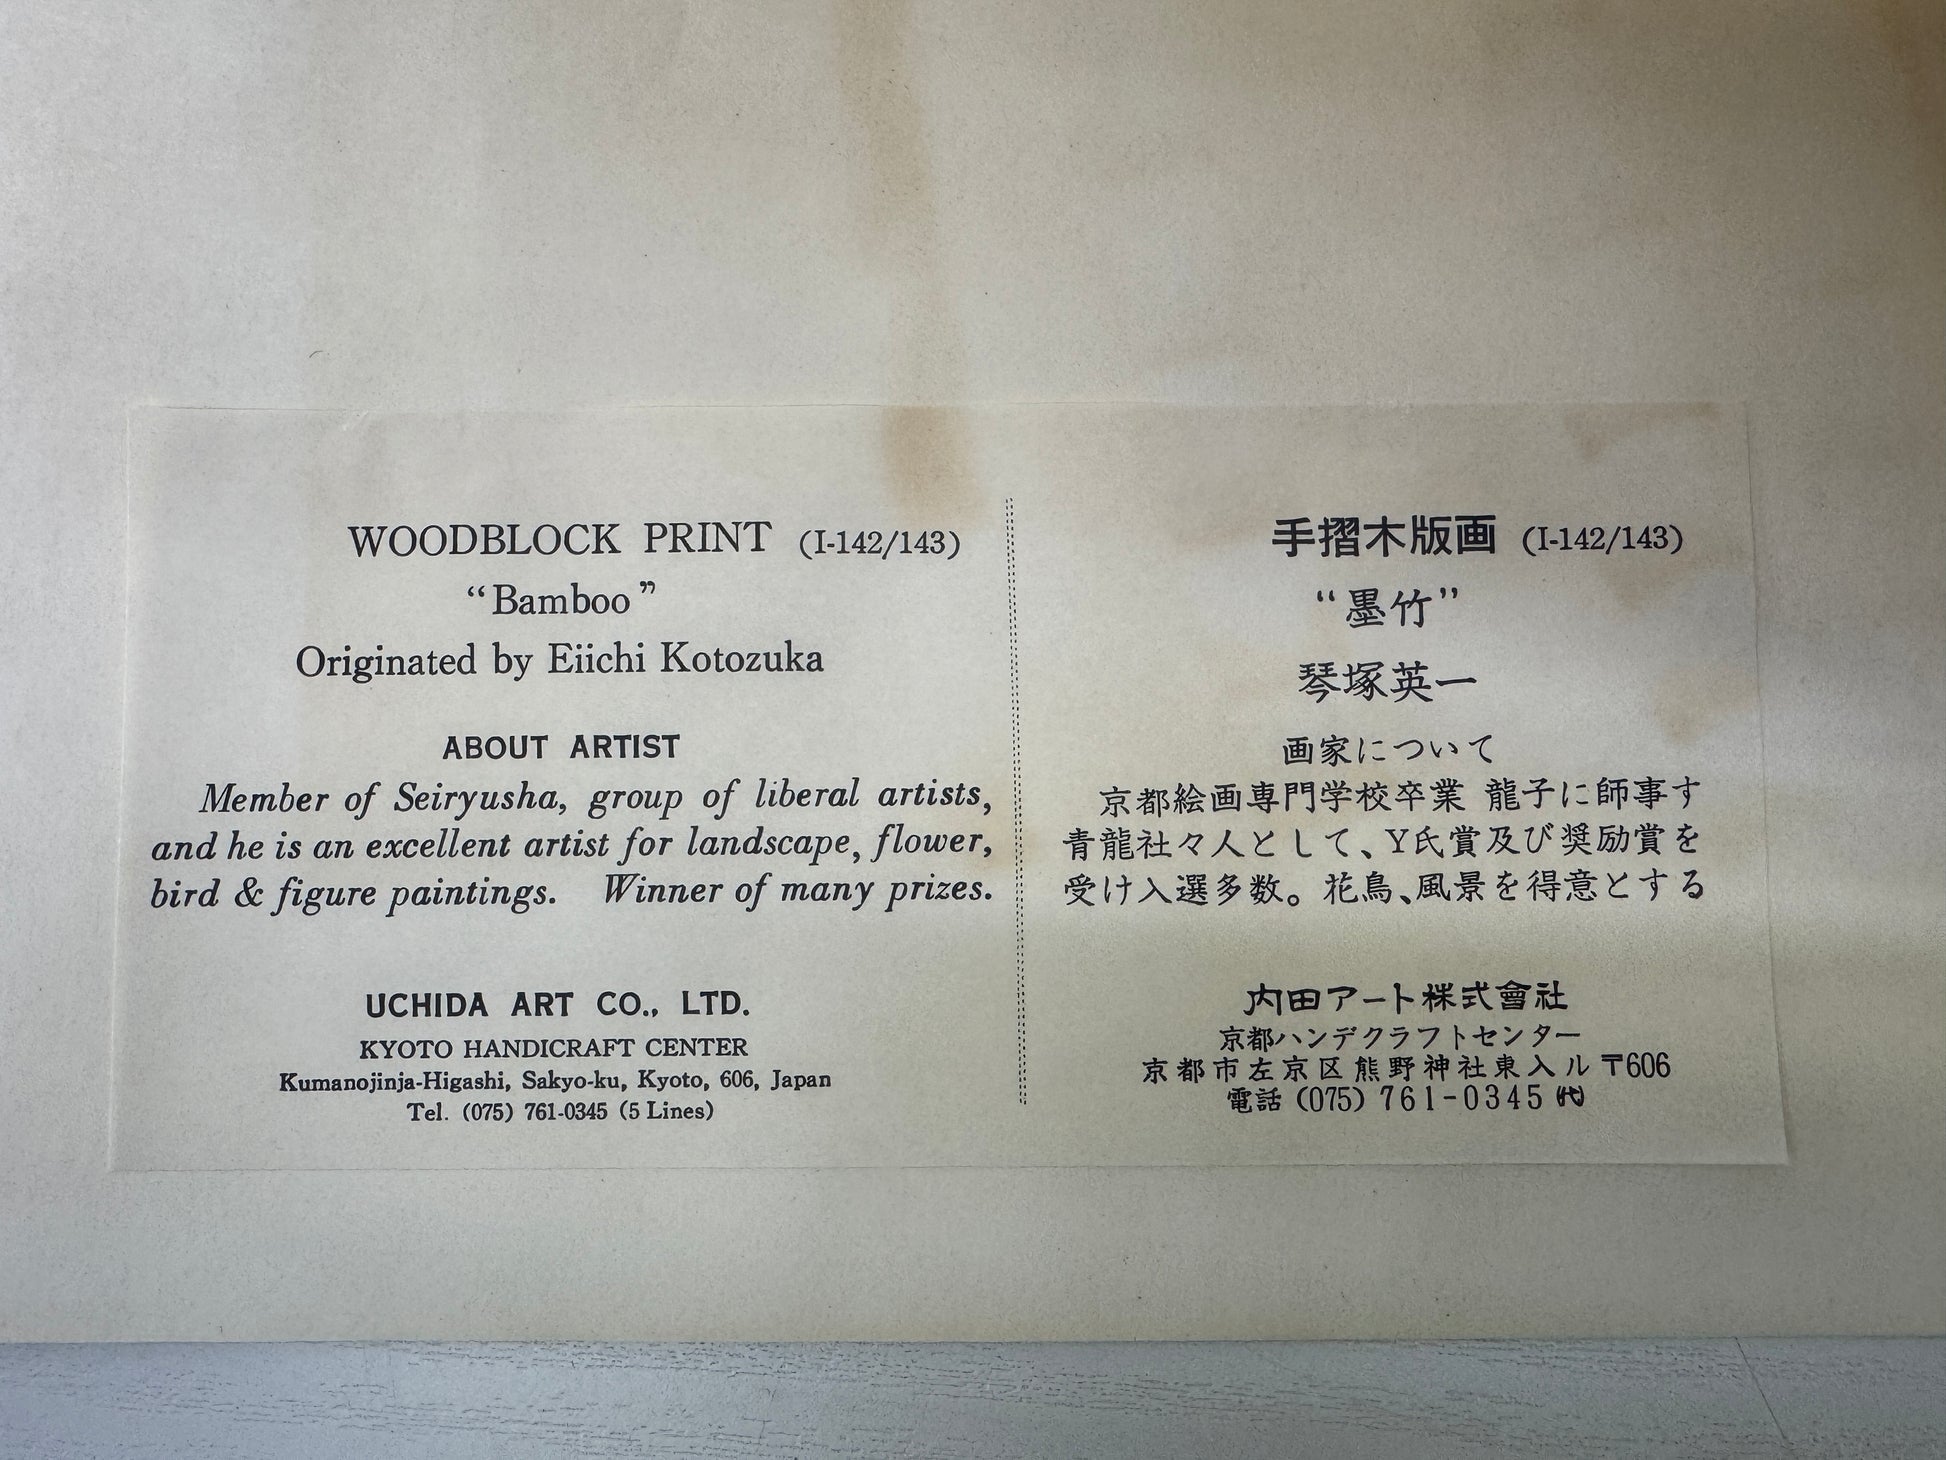 WOODBLOCK PRINT (I-142/143)
“Bamboo”
Originated by Eiichi Kotozuka
ABOUT ARTIST
Member of Seiryusha, group of liberal artists,
and he is an excellent artist for landscape, flower,
bird & figure paintings. Winner of many prizes.
UCHIDA ART CO., LTD.
KYOTO HANDICRAFT CENTER
Kumanojinja-Higashi, Sakyo-ku, Kyoto, 606, Japan
Tel. (075) 761-0345 (5 Lines)
手摺木版画 (I-142/143)
“墨竹”
琴塚英一
画家について
京都絵画専門学校卒業 龍子に師事す
青龍社々人として、Y氏賞及び奨励賞を
受け入選多数。花鳥、風景を得意とする
内田アート株式會社
京都ハンデクラフトセンター
京都市左京区熊野神社東入ル 〒606
電話 (075) 761-0345 ㈹